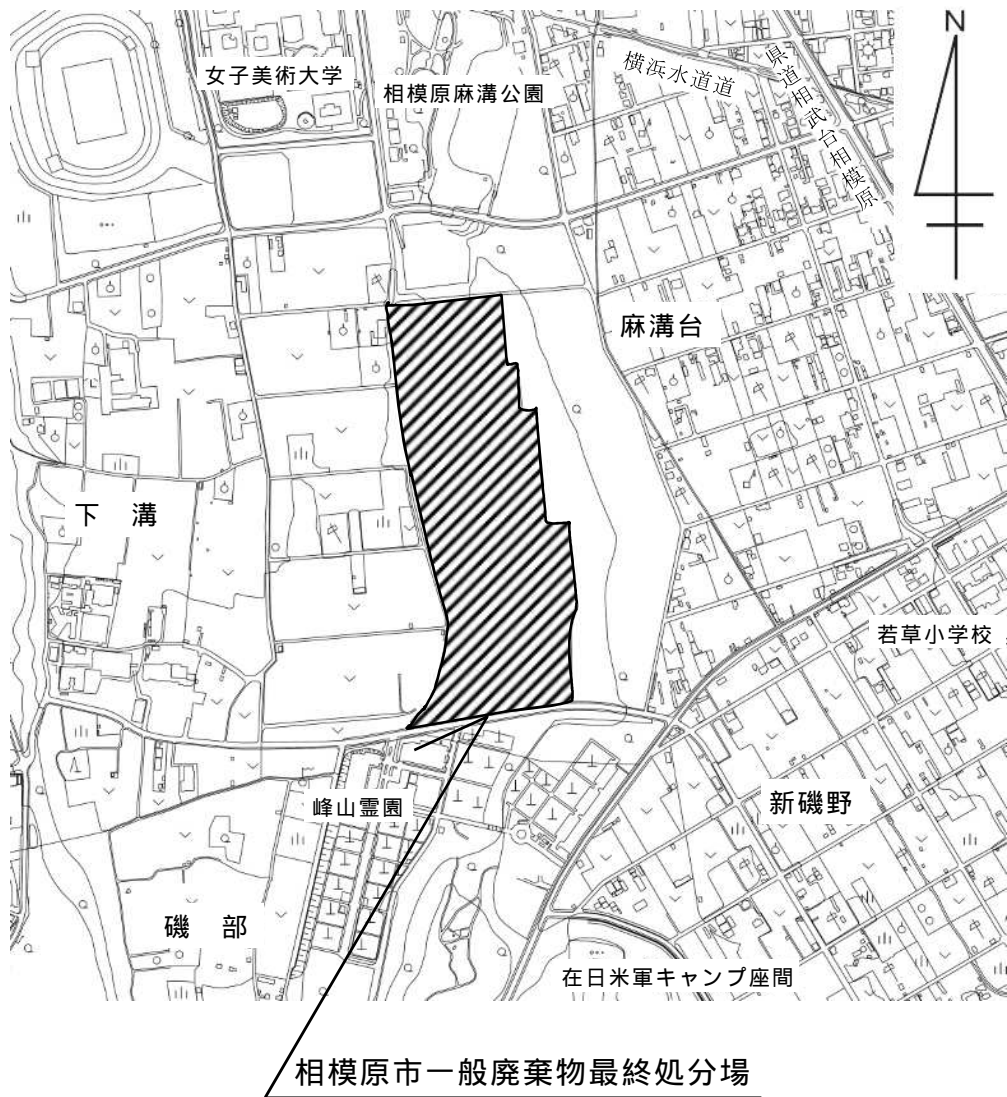 N
女子美術大学
相模原麻溝公園
横浜水道道
県道相武台相模原
麻溝台
下 溝
若草小学校
新磯野
峰山霊園
磯 部
在日米軍キャンプ座間
相模原市一般廃棄物最終処分場